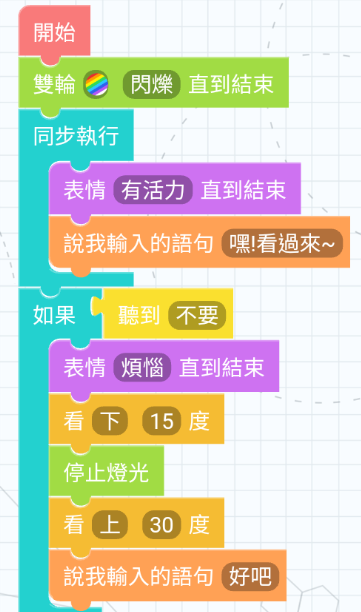 開始
雙輪 閃爍 直到結束
同步執行
表情 有活力 直到結束
說我輸入的語句 嘿!看過來~
如果 聽到 不要
表情 煩惱 直到結束
看 下 15 度
停止燈光
看 上 30 度
說我輸入的語句 好吧